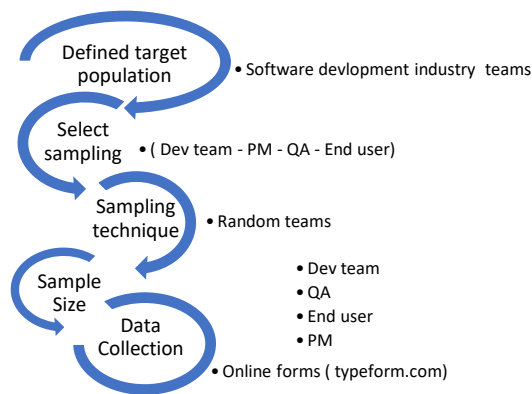 Defined target
population
• Software devlopment industry teams
Select
sampling
• ( Dev team - PM - QA - End user)
Sampling
technique
• Random teams
Sample
Size
• Dev team
• QA
• End user
• PM
Data
Collection
• Online forms ( typeform.com)